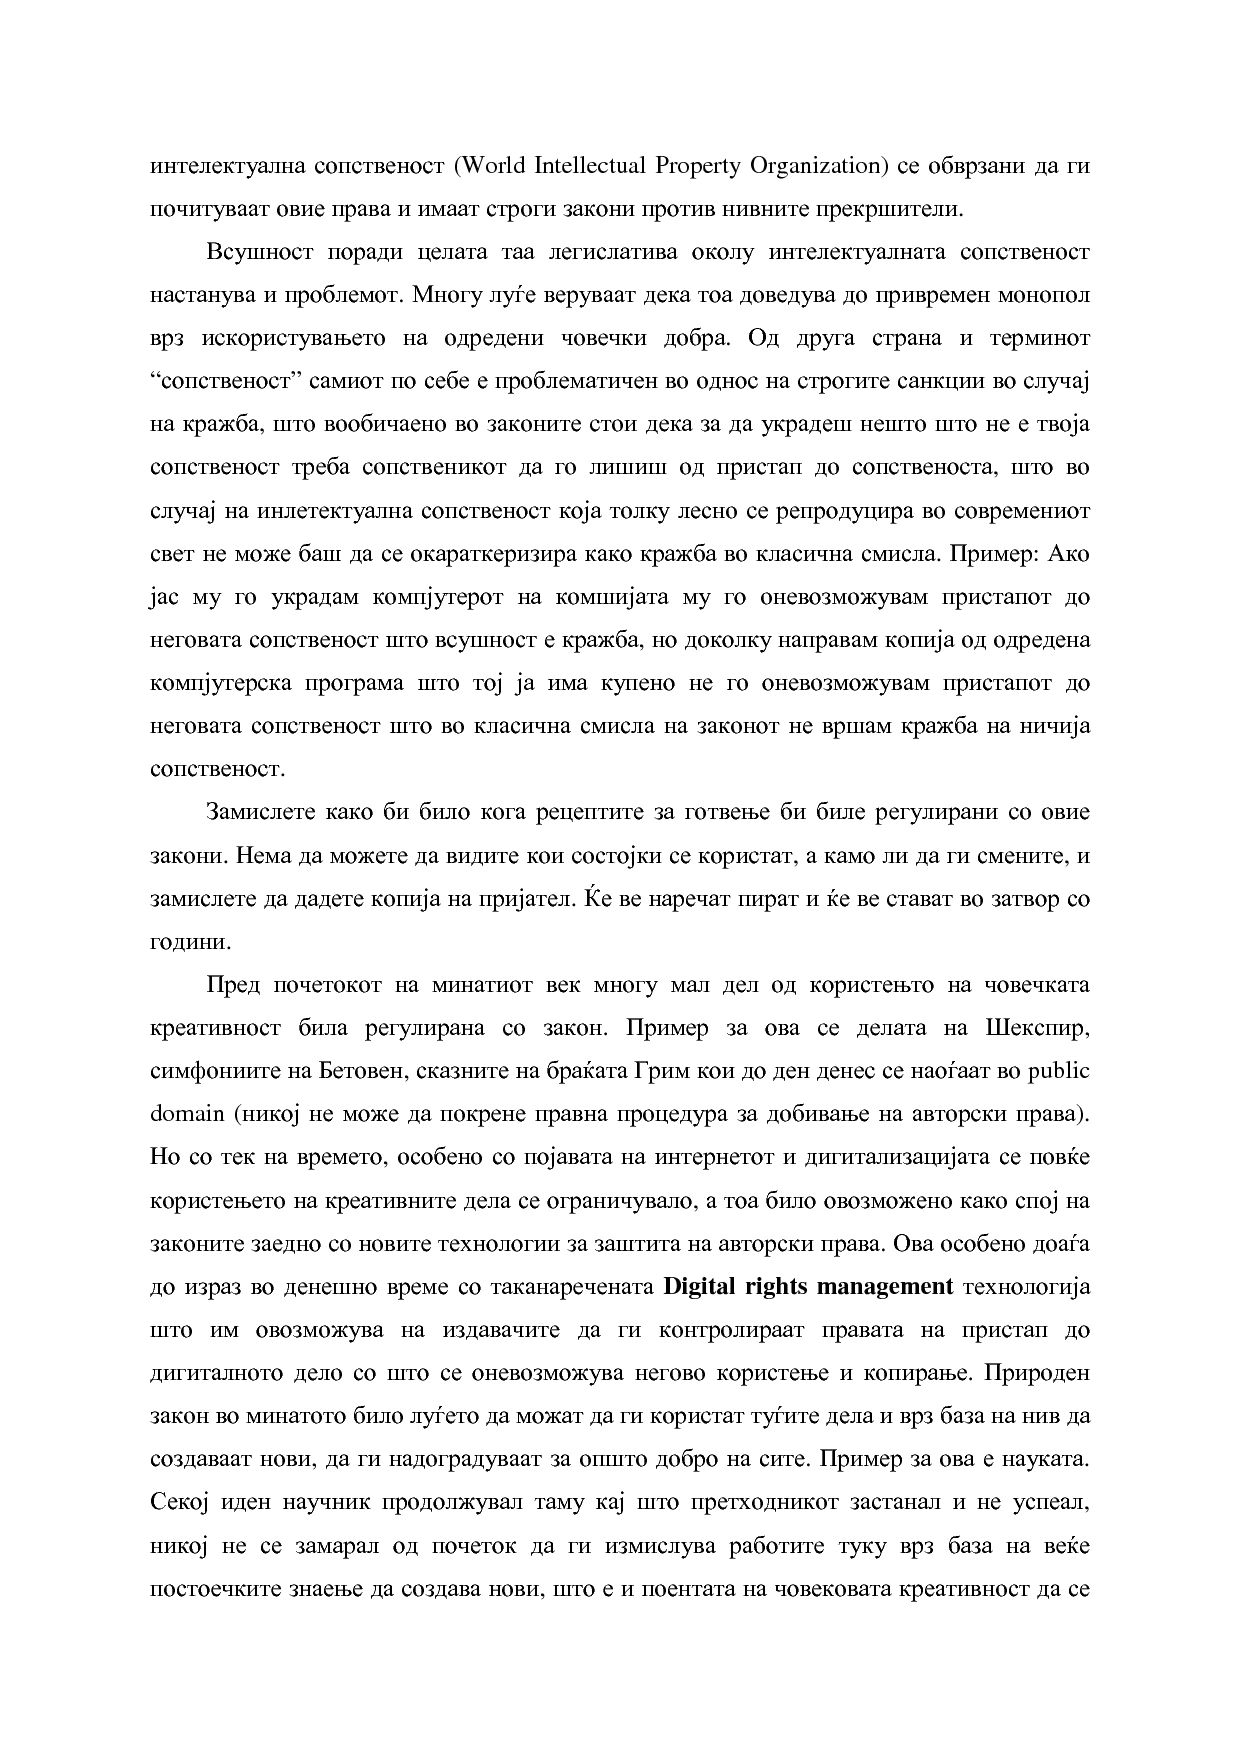 интелектуална сопственост (World Intellectual Property Organization) се обврзани да ги
почитуваат овие права и имаат строги закони против нивните прекршители.
Всушност поради целата таа легислатива околу интелектуалната сопственост
настанува и проблемот. Многу луѓе веруваат дека тоа доведува до привремен монопол
врз искористувањето на одредени човечки добра. Од друга страна и терминот
“сопственост” самиот по себе е проблематичен во однос на строгите санкции во случај
на кражба, што вообичаено во законите стои дека за да украдеш нешто што не е твоја
сопственост треба сопственикот да го лишиш од пристап до сопственоста, што во
случај на инлетектуална сопственост која толку лесно се репродуцира во современиот
свет не може баш да се окараткеризира како кражба во класична смисла. Пример: Ако
јас му го украдам компјутерот на комшијата му го оневозможувам пристапот до
неговата сопственост што всушност е кражба, но доколку направам копија од одредена
компјутерска програма што тој ја има купено не го оневозможувам пристапот до
неговата сопственост што во класична смисла на законот не вршам кражба на ничија
сопственост.
Замислете како би било кога рецептите за готвење би биле регулирани со овие
закони. Нема да можете да видите кои состојки се користат, а камо ли да ги смените, и
замислете да дадете копија на пријател. Ќе ве наречат пират и ќе ве стават во затвор со
години.
Пред почетокот на минатиот век многу мал дел од користењто на човечката
креативност била регулирана со закон. Пример за ова се делата на Шекспир,
симфониите на Бетовен, сказните на браќата Грим кои до ден денес се наоѓаат во public
domain (никој не може да покрене правна процедура за добивање на авторски права).
Но со тек на времето, особено со појавата на интернетот и дигитализацијата се повќе
користењето на креативните дела се ограничувало, а тоа било овозможено како спој на
законите заедно со новите технологии за заштита на авторски права. Ова особено доаѓа
до израз во денешно време со таканаречената Digital rights management технологија
што им овозможува на издавачите да ги контролираат правата на пристап до
дигиталното дело со што се оневозможува негово користење и копирање. Природен
закон во минатото било луѓето да можат да ги користат туѓите дела и врз база на нив да
создаваат нови, да ги надоградуваат за општо добро на сите. Пример за ова е науката.
Секој иден научник продолжувал таму кај што претходникот застанал и не успеал,
никој не се замарал од почеток да ги измислува работите туку врз база на веќе
постоечките знаење да создава нови, што е и поентата на човековата креативност да се